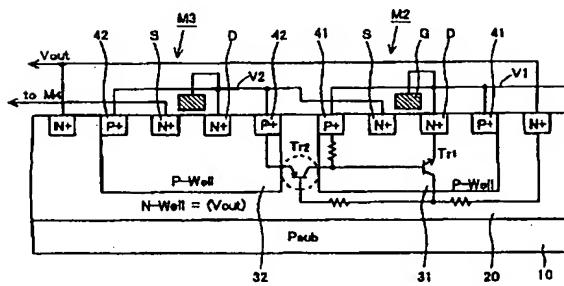 M3 M2
42 S D 42 41 S G D 41
Vout V2 V1
to M4
N+ P+ N+ N+ P+ P+ N+ N+ P+ N+
Tr2 Tr1
P-Well P-Well
N-Well = (Vout)
Psub
32 31 20 10